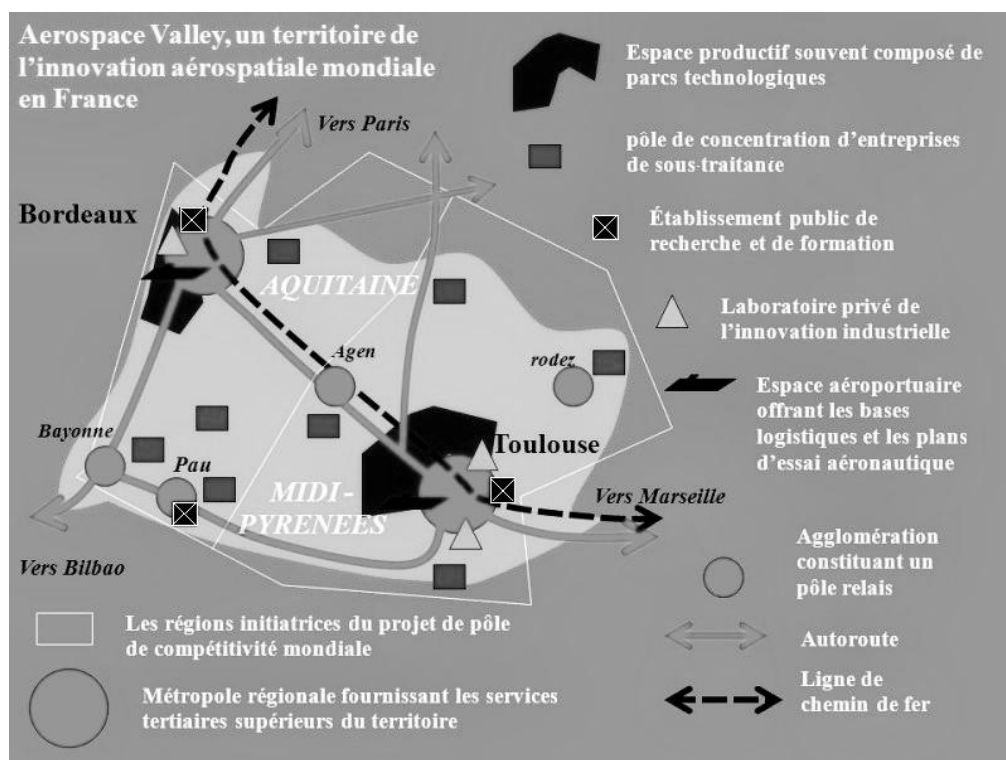 Aerospace Valley, un territoire de
l'innovation aérospatiale mondiale
en France
Vers Paris
Bordeaux
AQUITAINE
Agen
rodez
Bayonne
Pau
Toulouse
MIDI-
PYRENEES
Vers Marseille
Vers Bilbao
Espace productif souvent composé de
parcs technologiques
pôle de concentration d'entreprises
de sous-traitante
Établissement public de
recherche et de formation
Laboratoire privé de
l'innovation industrielle
Espace aéroportuaire
offrant les bases
logistiques et les plans
d'essai aéronautique
Agglomération
constituant un
pôle relais
Autoroute
Ligne de
chemin de fer
Les régions initiatrices du projet de pôle
de compétitivité mondiale
Métropole régionale fournissant les services
tertiaires supérieurs du territoire